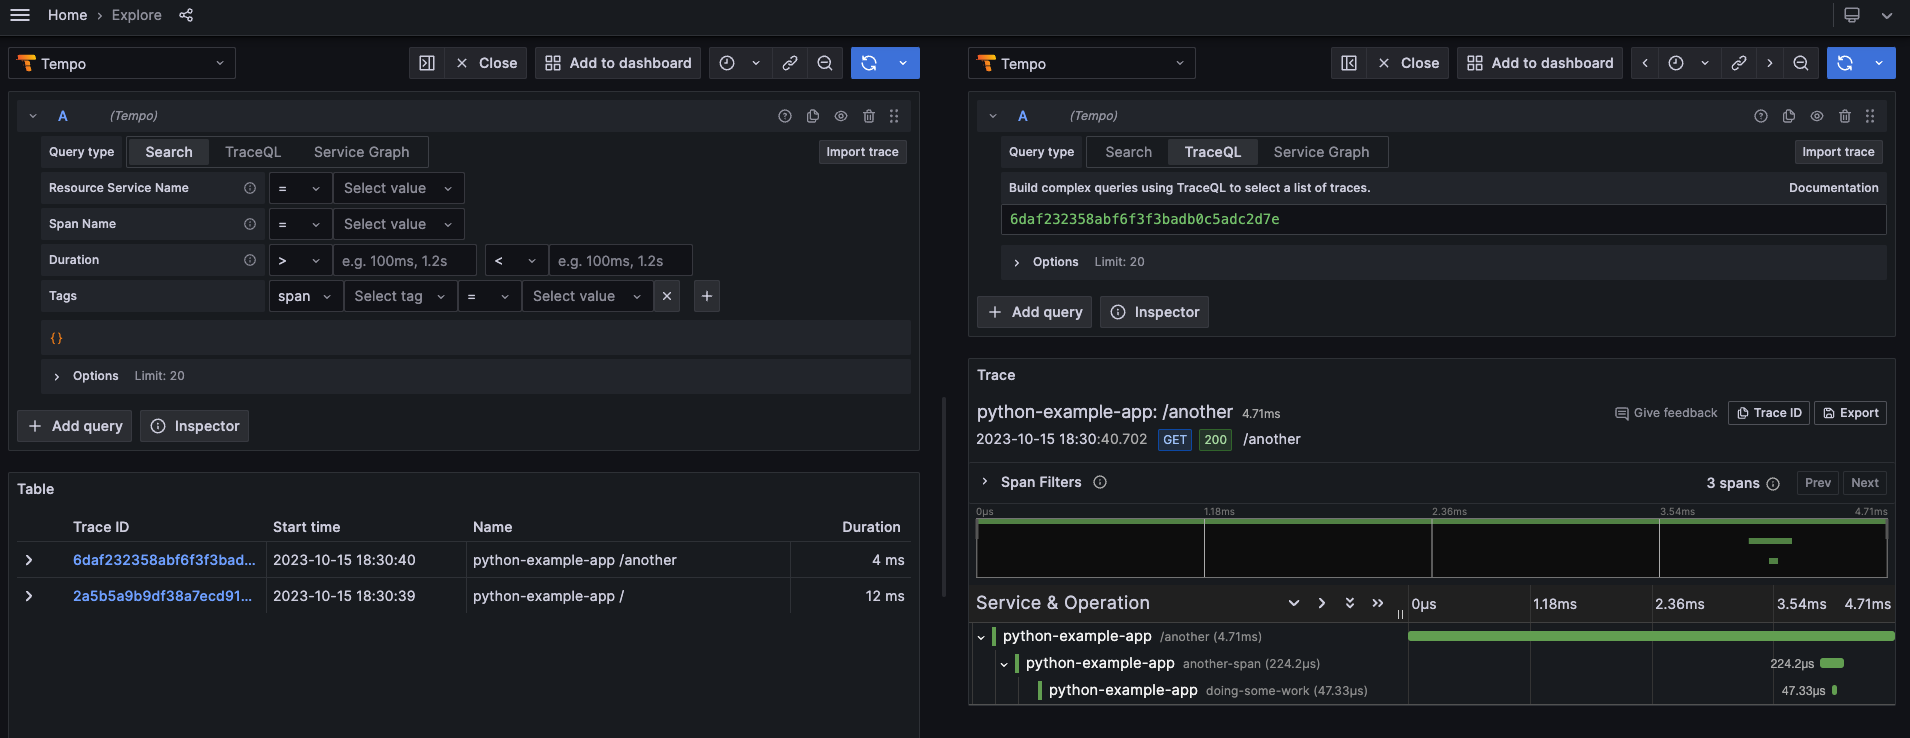 Home › Explore
Tempo
Close
Add to dashboard
A (Tempo)
Query type Search TraceQL Service Graph Import trace
Resource Service Name = Select value
Span Name = Select value
Duration > e.g. 100ms, 1.2s < e.g. 100ms, 1.2s
Tags span Select tag = Select value
{}
Options Limit: 20
+ Add query Inspector
Table
Trace ID Start time Name Duration
6daf232358abf6f3f3bad... 2023-10-15 18:30:40 python-example-app /another 4 ms
2a5b5a9b9df38a7ecd91... 2023-10-15 18:30:39 python-example-app / 12 ms
Tempo
Close
Add to dashboard
A (Tempo)
Query type Search TraceQL Service Graph Import trace
Build complex queries using TraceQL to select a list of traces. Documentation
6daf232358abf6f3f3badb0c5adc2d7e
Options Limit: 20
+ Add query Inspector
Trace
python-example-app: /another 4.71ms Give feedback Trace ID Export
2023-10-15 18:30:40.702 GET 200 /another
Span Filters 3 spans Prev Next
0μs 1.18ms 2.36ms 3.54ms 4.71ms
Service & Operation 0μs 1.18ms 2.36ms 3.54ms 4.71ms
python-example-app /another (4.71ms)
python-example-app another-span (224.2μs) 224.2μs
python-example-app doing-some-work (47.33μs) 47.33μs